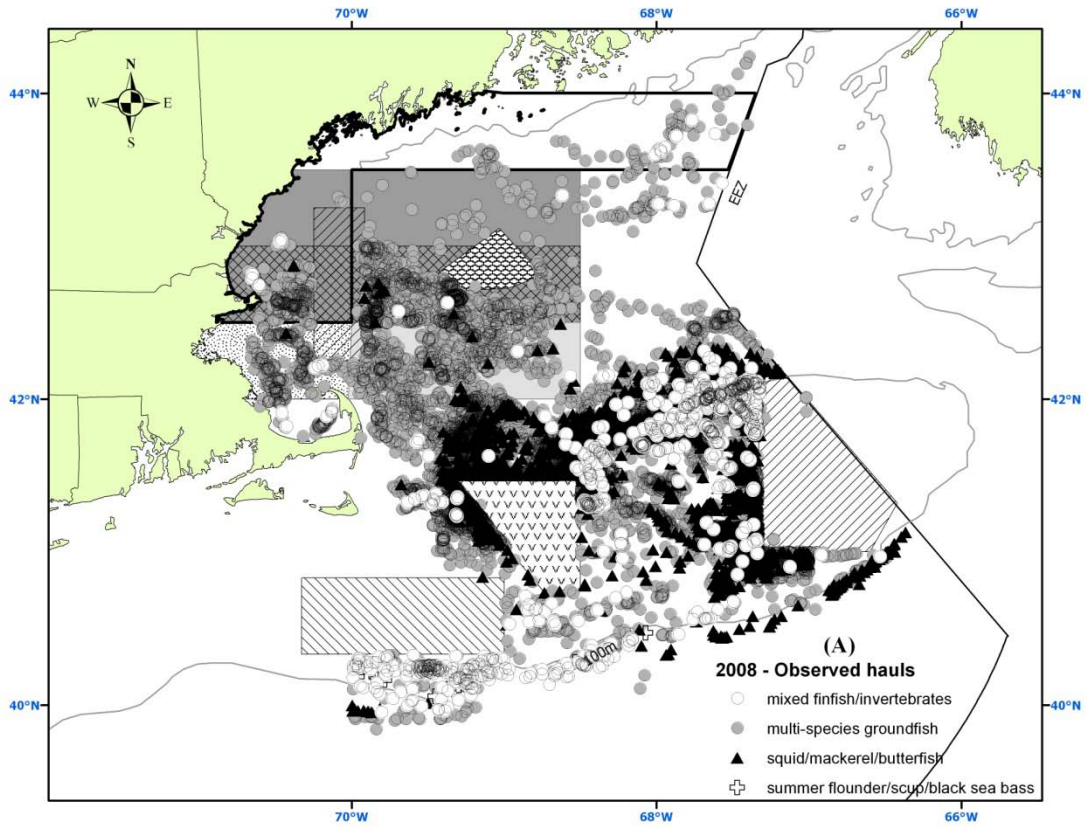 70°W 68°W 66°W
N
W E
S
44°N 44°N
EEZ
42°N 42°N
100m
(A)
2008 - Observed hauls
mixed finfish/invertebrates
40°N 40°N
multi-species groundfish
squid/mackerel/butterfish
summer flounder/scup/black sea bass
70°W 68°W 66°W